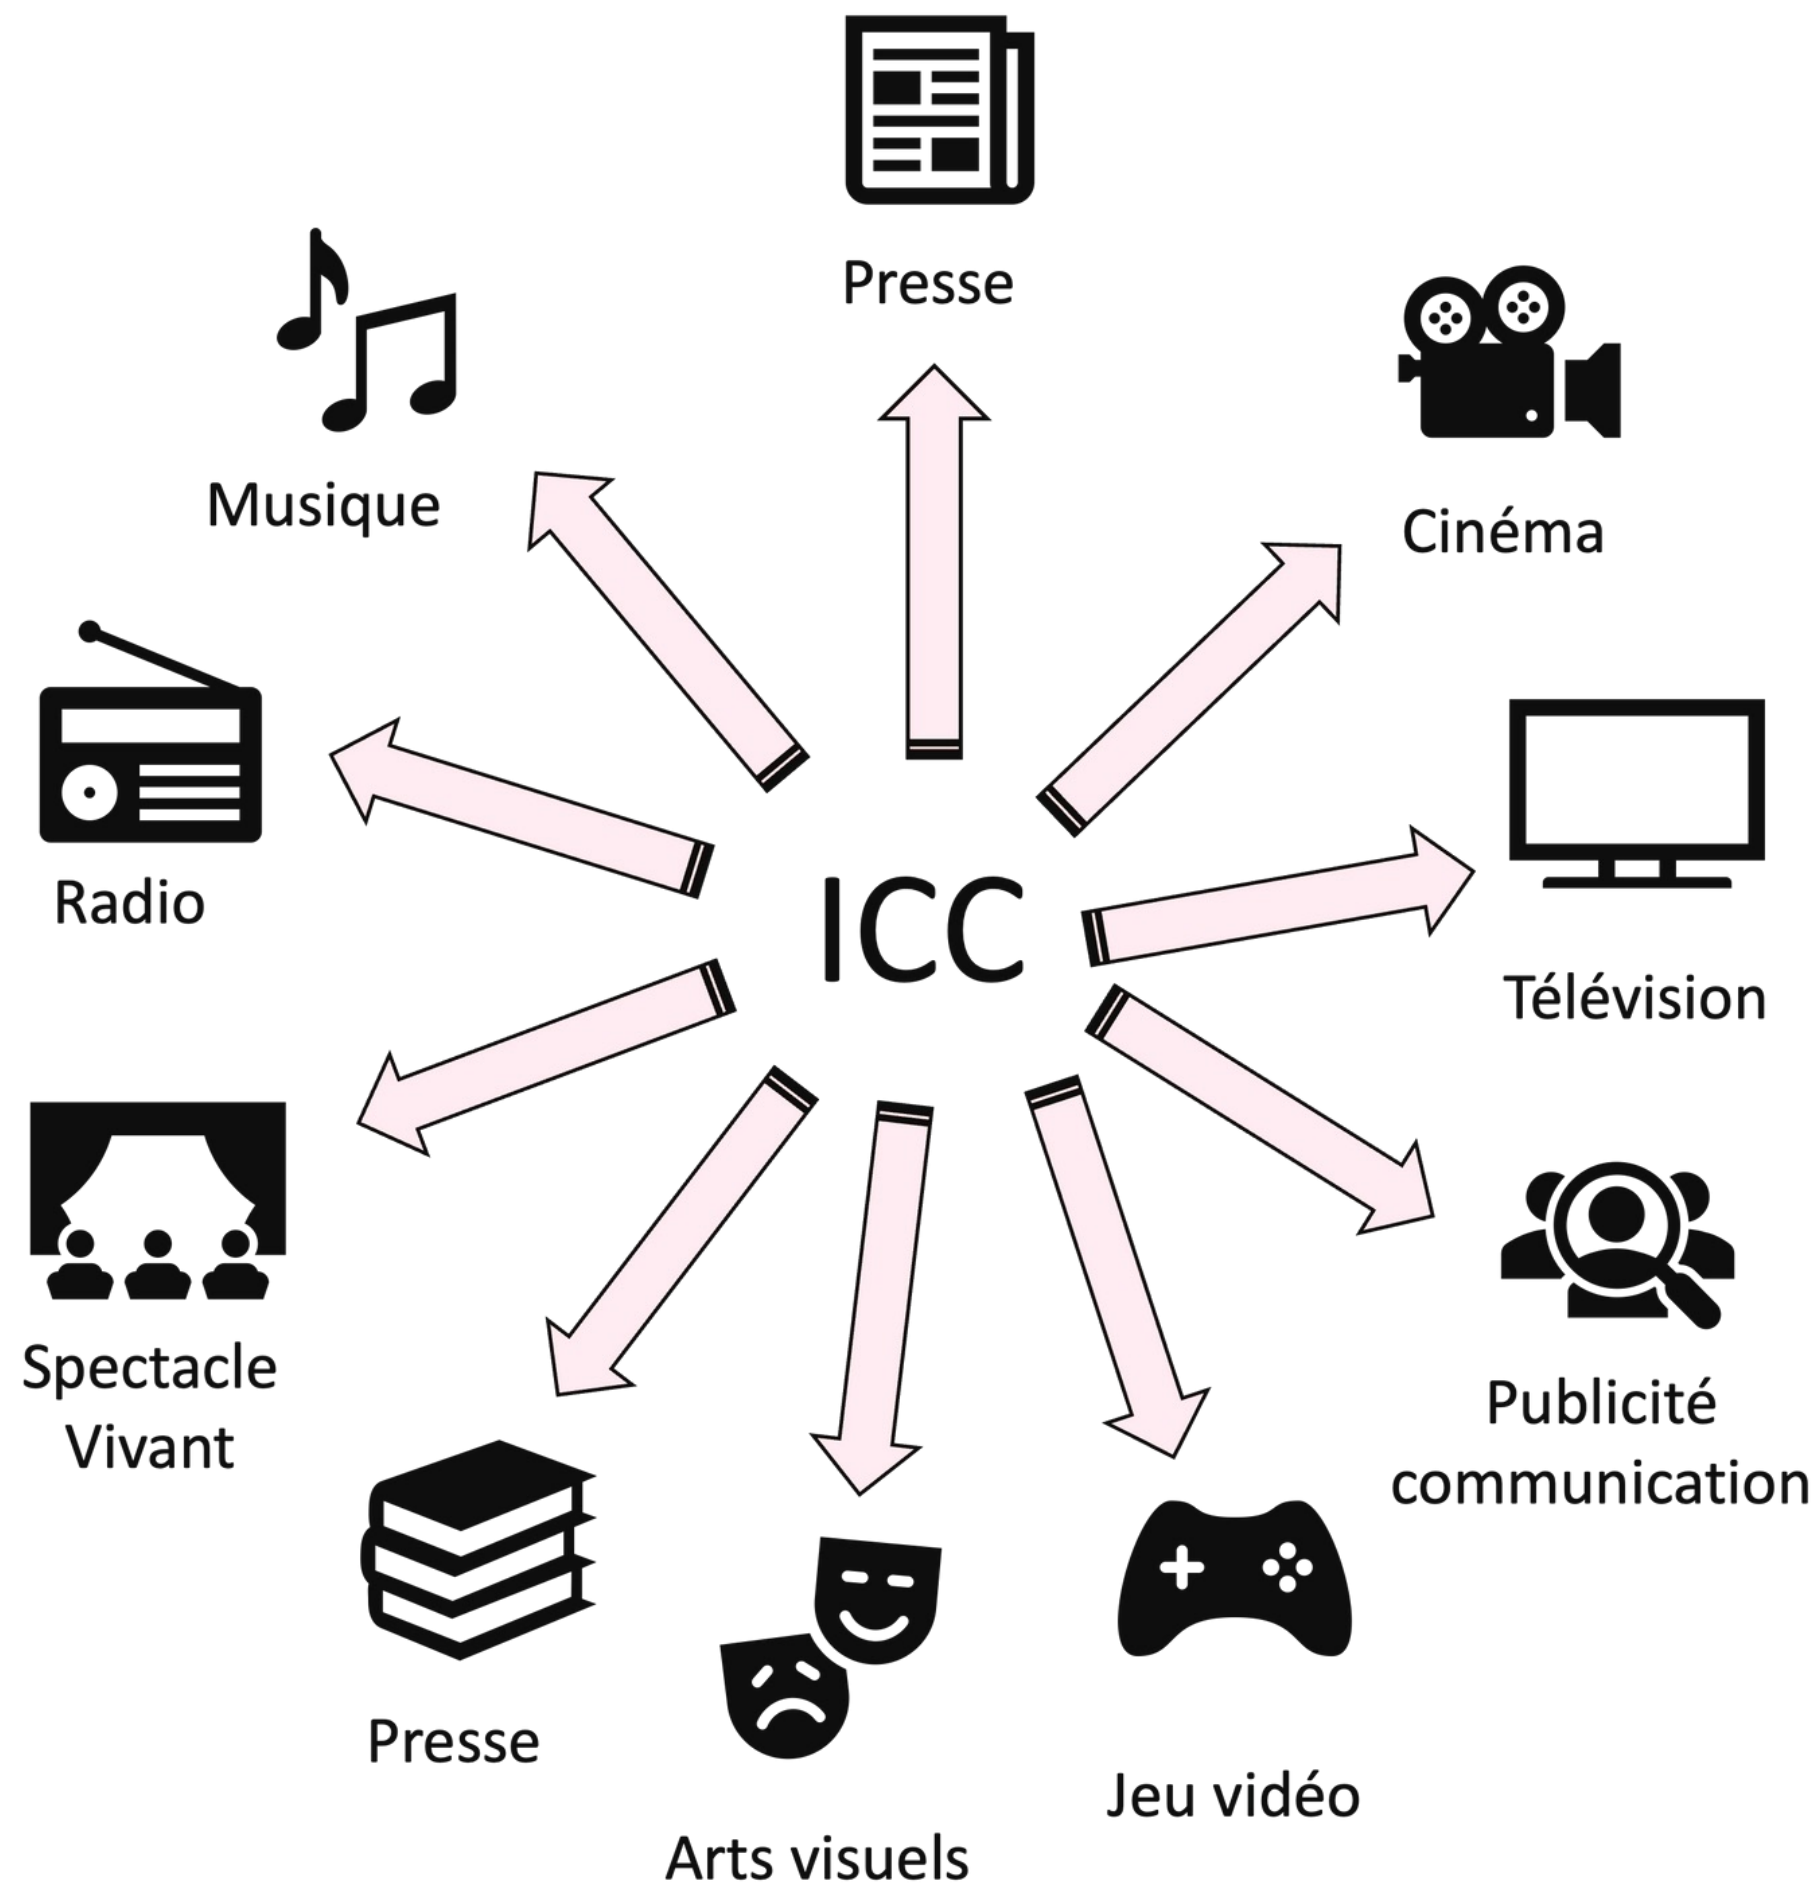 Presse
Musique
Cinéma
Radio
ICC
Télévision
Spectacle
Vivant
Publicité
communication
Presse
Jeu vidéo
Arts visuels